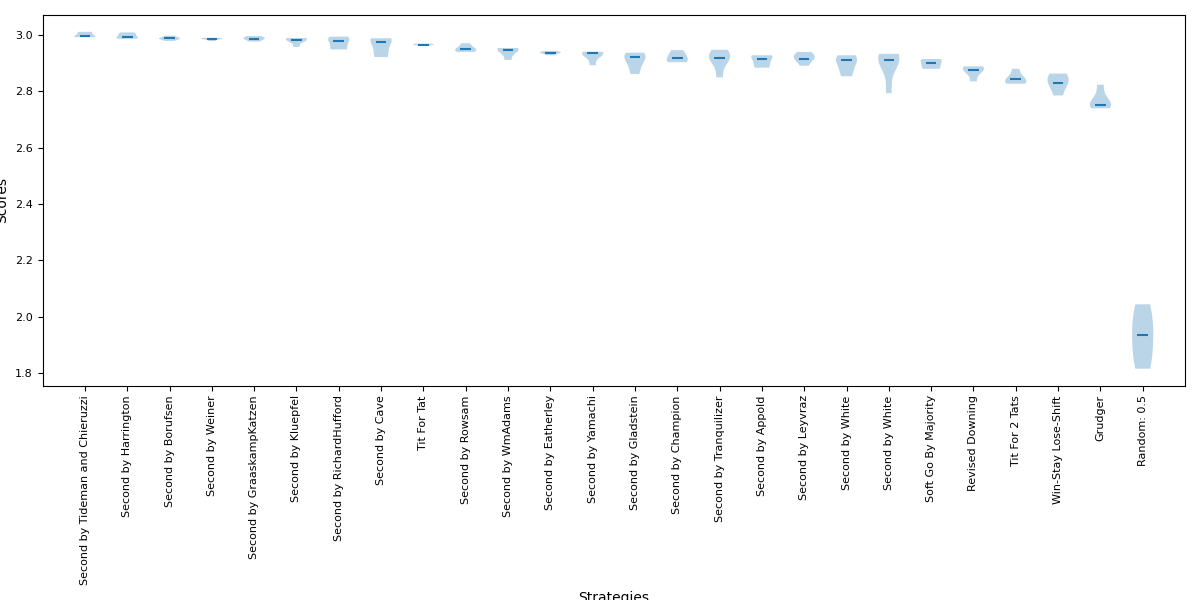 3.0
2.8
2.6
2.4
2.2
2.0
1.8
Scores
Second by Tideman and Chieruzzi
Second by Harrington
Second by Borufsen
Second by Weiner
Second by GraaskampKatzen
Second by Kluepfel
Second by RichardHufford
Second by Cave
Tit For Tat
Second by Rowsam
Second by WmAdams
Second by Eatherley
Second by Yamachi
Second by Gladstein
Second by Champion
Second by Tranquilizer
Second by Appold
Second by Leyvraz
Second by White
Second by White
Soft Go By Majority
Revised Downing
Tit For 2 Tats
Win-Stay Lose-Shift
Grudger
Random: 0.5
Strategies